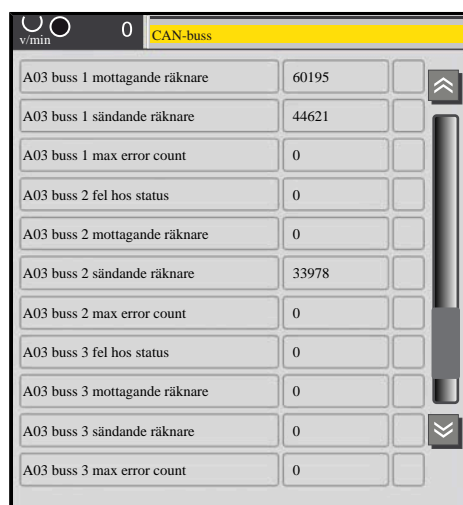 v/min 0 CAN-buss
A03 buss 1 mottagande räknare 60195
A03 buss 1 sändande räknare 44621
A03 buss 1 max error count 0
A03 buss 2 fel hos status 0
A03 buss 2 mottagande räknare 0
A03 buss 2 sändande räknare 33978
A03 buss 2 max error count 0
A03 buss 3 fel hos status 0
A03 buss 3 mottagande räknare 0
A03 buss 3 sändande räknare 0
A03 buss 3 max error count 0